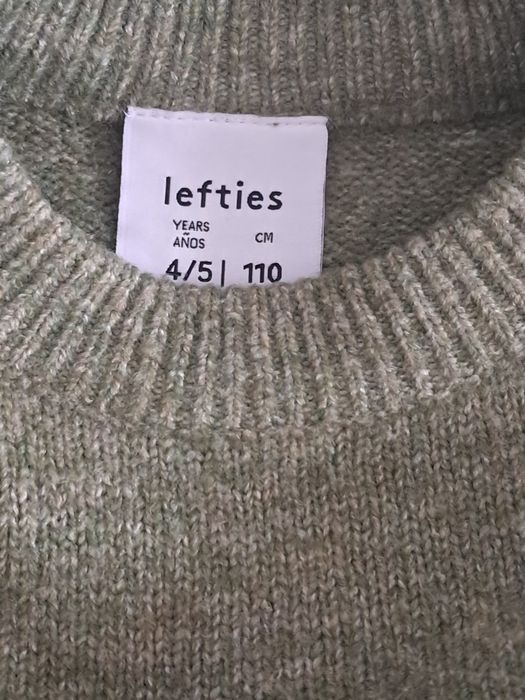 lefties
YEARS
AÑOS CM
4/5 | 110